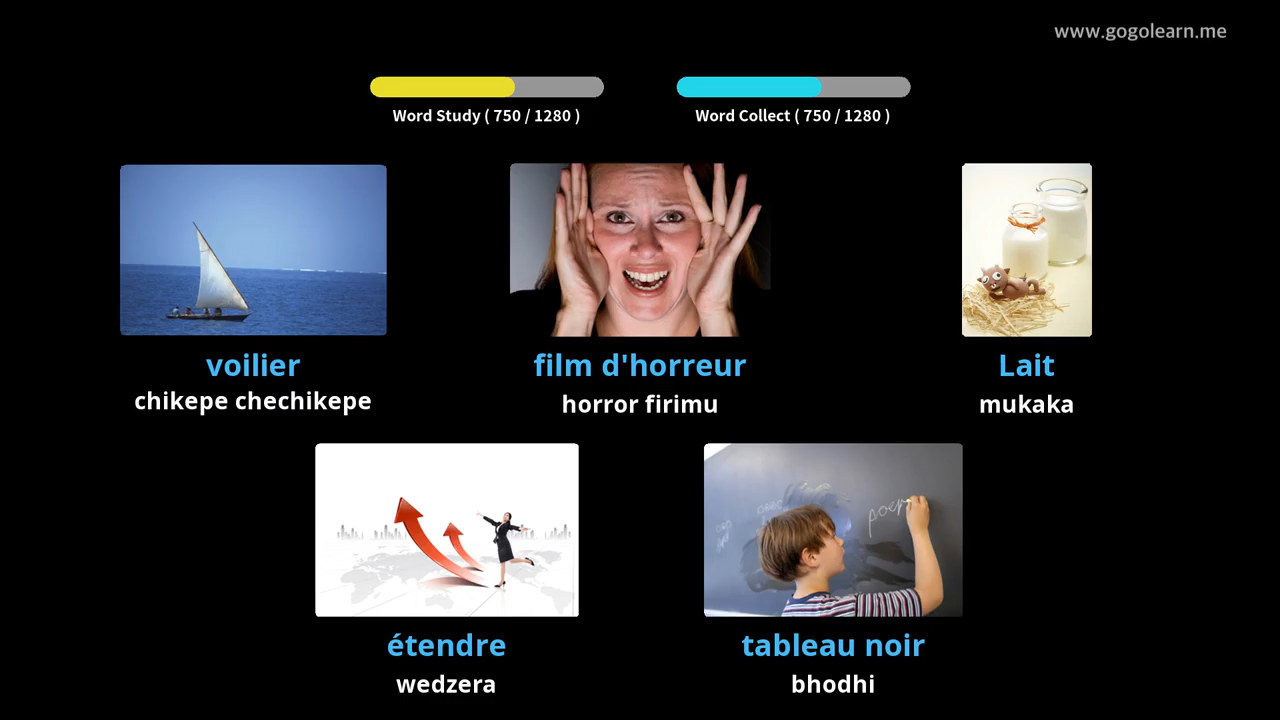 www.gogolearn.me
Word Study ( 750 / 1280 )
Word Collect ( 750 / 1280 )
voilier
chikepe chechikepe
film d'horreur
horror firimu
Lait
mukaka
étendre
wedzera
poer
tableau noir
bhodhi